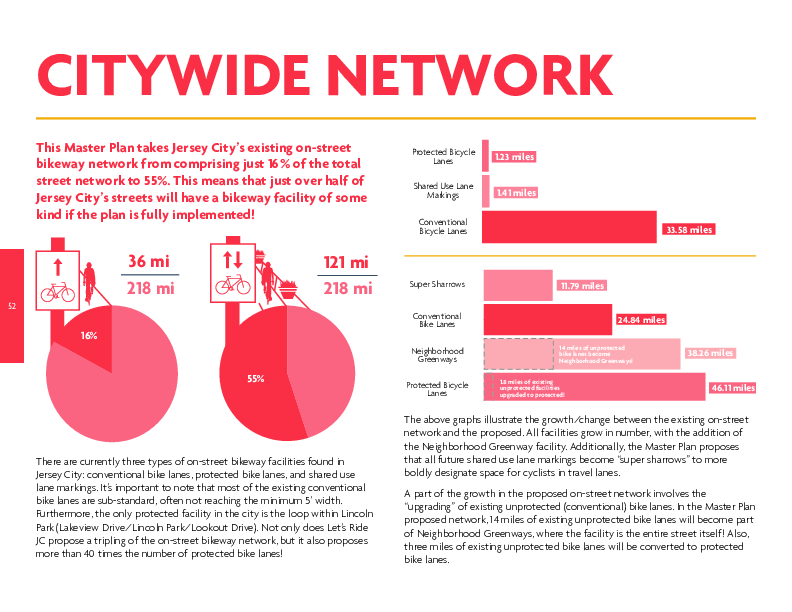 CITYWIDE NETWORK
This Master Plan takes Jersey City's existing on-street
bikeway network from comprising just 16% of the total
street network to 55%. This means that just over half of
Jersey City's streets will have a bikeway facility of some
kind if the plan is fully implemented!
36 mi
218 mi
16%
121 mi
218 mi
55%
52
There are currently three types of on-street bikeway facilities found in
Jersey City: conventional bike lanes, protected bike lanes, and shared use
lane markings. It's important to note that most of the existing conventional
bike lanes are sub-standard, often not reaching the minimum 5' width.
Furthermore, the only protected facility in the city is the loop within Lincoln
Park (Lakeview Drive/Lincoln Park/Lookout Drive). Not only does Let's Ride
JC propose a tripling of the on-street bikeway network, but it also proposes
more than 40 times the number of protected bike lanes!
Protected Bicycle
Lanes
1.23 miles
Shared Use Lane
Markings
1.41 miles
Conventional
Bicycle Lanes
33.58 miles
Super Sharrows
11.79 miles
Conventional
Bike Lanes
24.84 miles
Neighborhood
Greenways
14 miles of unprotected
bike lanes become
Neighborhood Greenways!
38.26 miles
Protected Bicycle
Lanes
1.8 miles of existing
unprotected facilities
upgraded to protected!
46.11 miles
The above graphs illustrate the growth/change between the existing on-street
network and the proposed. All facilities grow in number, with the addition of
the Neighborhood Greenway facility. Additionally, the Master Plan proposes
that all future shared use lane markings become "super sharrows" to more
boldly designate space for cyclists in travel lanes.
A part of the growth in the proposed on-street network involves the
"upgrading" of existing unprotected (conventional) bike lanes. In the Master Plan
proposed network, 14 miles of existing unprotected bike lanes will become part
of Neighborhood Greenways, where the facility is the entire street itself! Also,
three miles of existing unprotected bike lanes will be converted to protected
bike lanes.